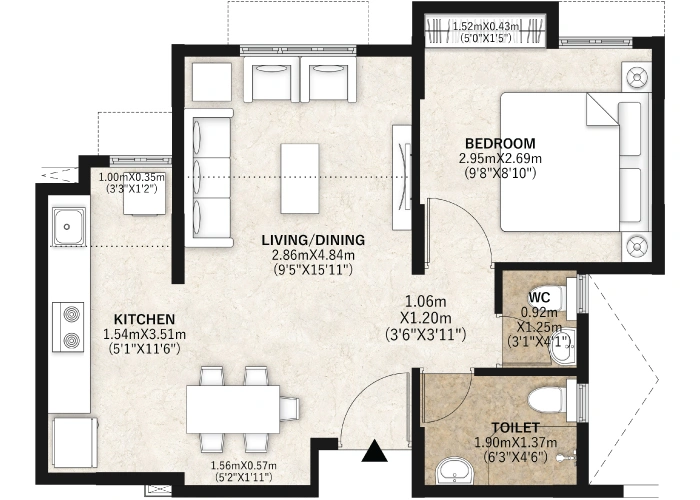 1.52mX0.43m
(5'0"X1'5")
BEDROOM
2.95mX2.69m
(9'8"X8'10")
1.00mX0.35m
(3'3"X1'2")
LIVING/DINING
2.86mX4.84m
(9'5"X15'11")
KITCHEN
1.54mX3.51m
(5'1"X11'6")
1.06m
X1.20m
(3'6"X3'11")
WC
0.92m
X1.25m
(3'1"X4'1")
TOILET
1.90mX1.37m
(6'3"X4'6")
1.56mX0.57m
(5'2"X1'11")